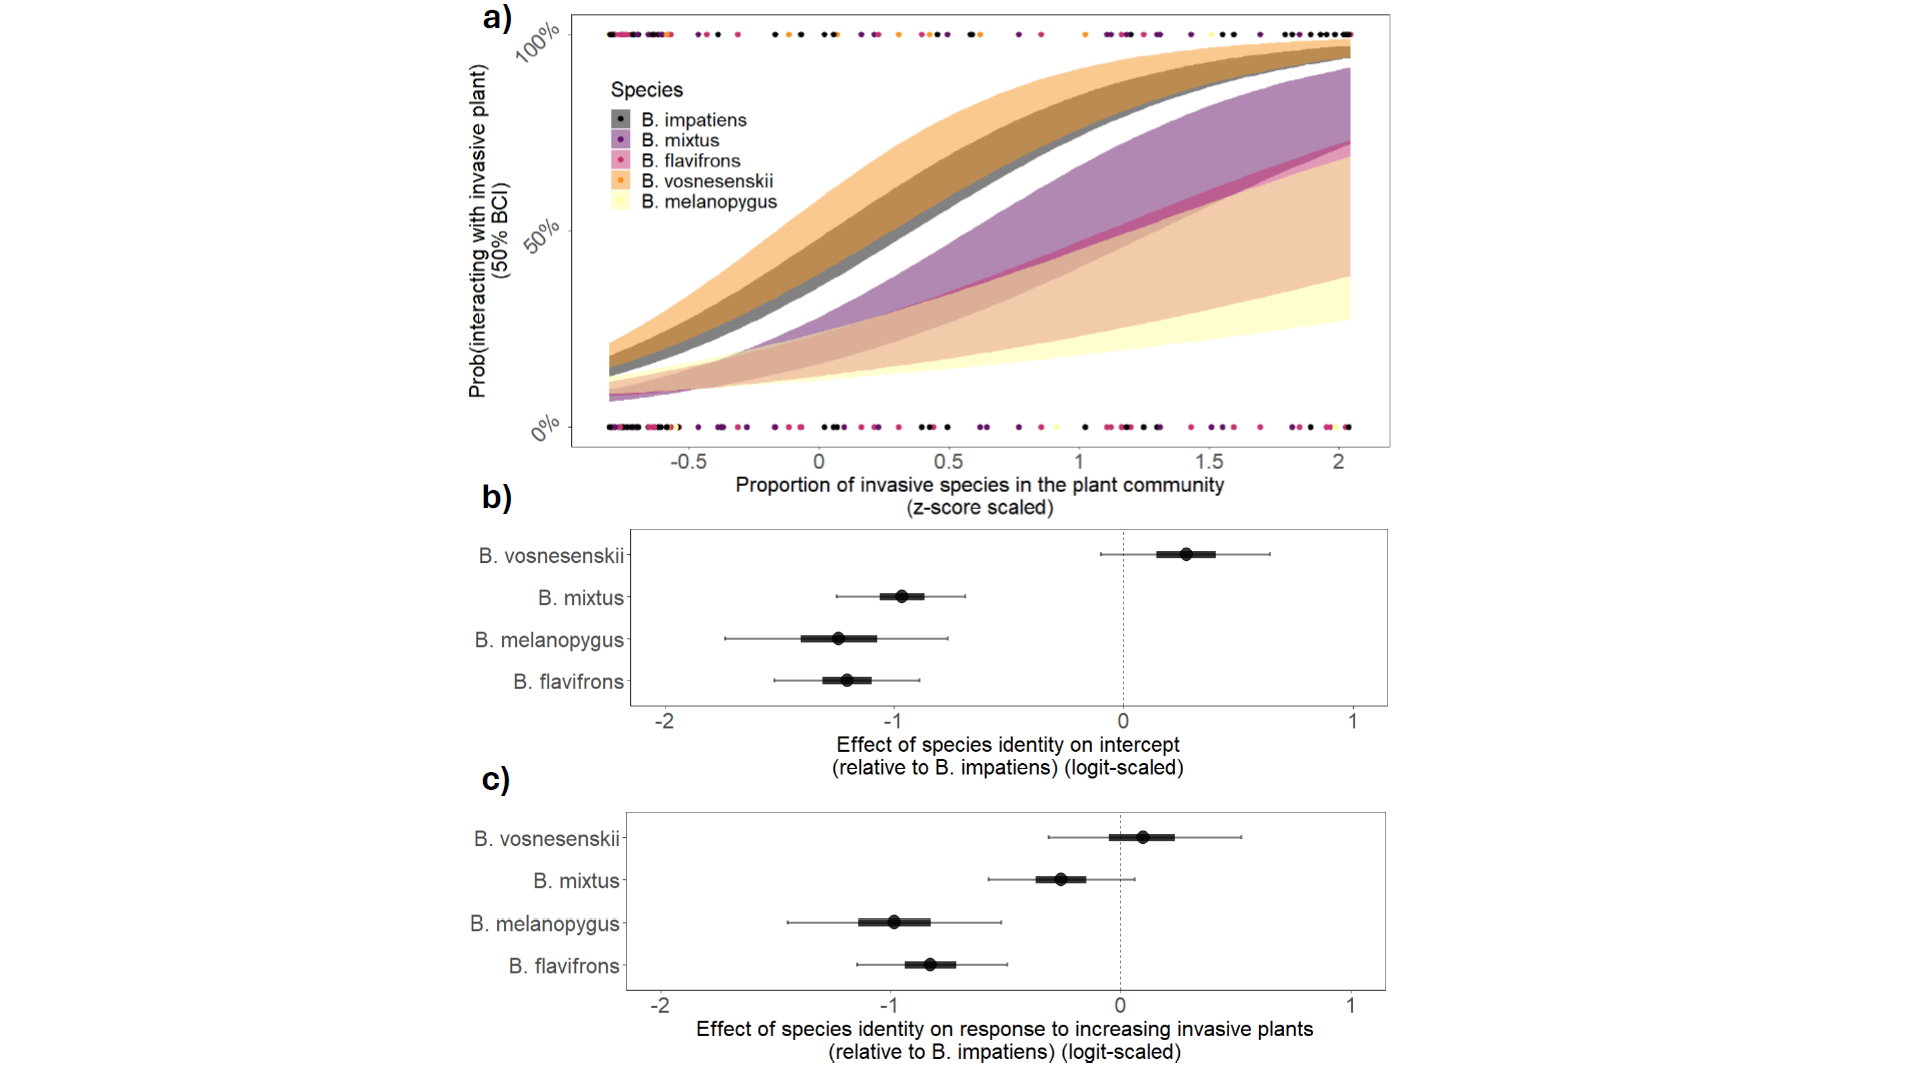 a)
100%
50%
0%
Prob(interacting with invasive plant)
(50% BCI)
Species
B. impatiens
B. mixtus
B. flavifrons
B. vosnesenskii
B. melanopygus
-0.5 0 0.5 1 1.5 2
Proportion of invasive species in the plant community
(z-score scaled)
b)
B. vosnesenskii
B. mixtus
B. melanopygus
B. flavifrons
-2 -1 0 1
Effect of species identity on intercept
(relative to B. impatiens) (logit-scaled)
c)
B. vosnesenskii
B. mixtus
B. melanopygus
B. flavifrons
-2 -1 0 1
Effect of species identity on response to increasing invasive plants
(relative to B. impatiens) (logit-scaled)